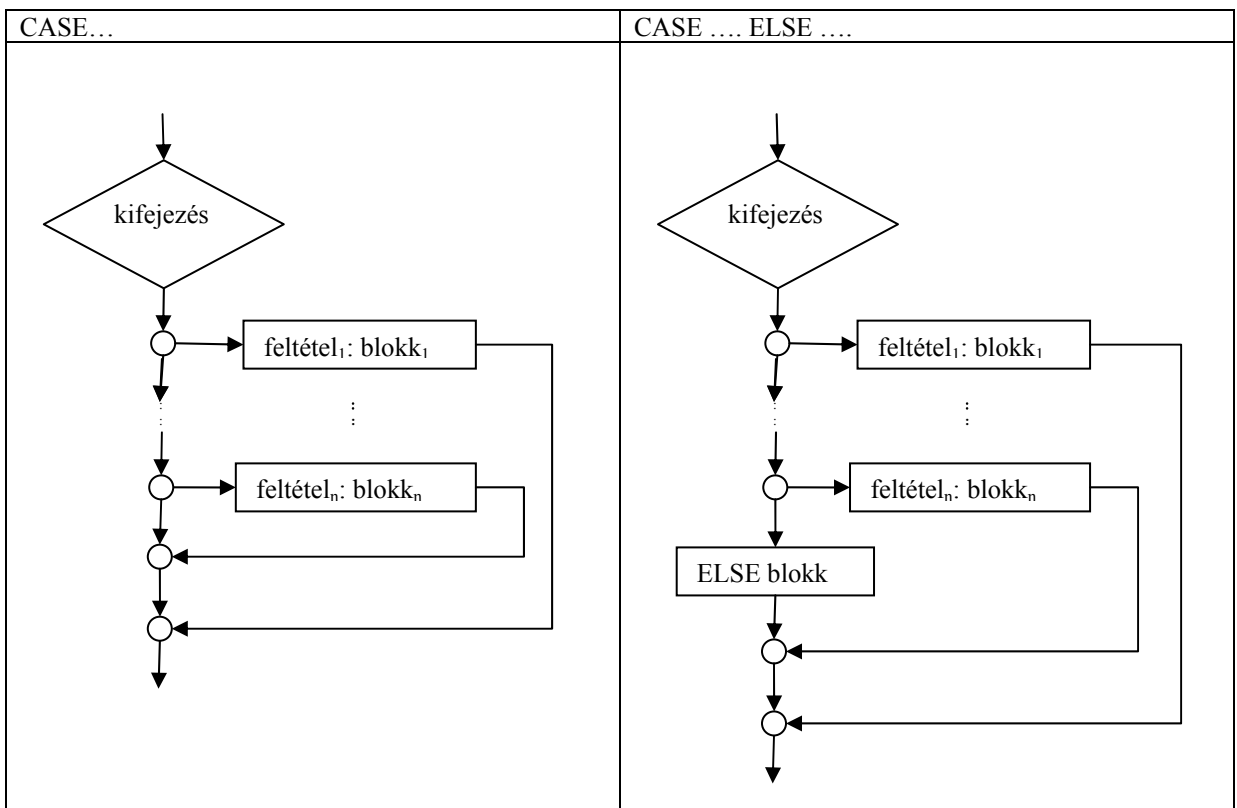 CASE…
kifejezés
feltétel₁: blokk₁
⋮
feltételₙ: blokkₙ
CASE …. ELSE ….
kifejezés
feltétel₁: blokk₁
⋮
feltételₙ: blokkₙ
ELSE blokk